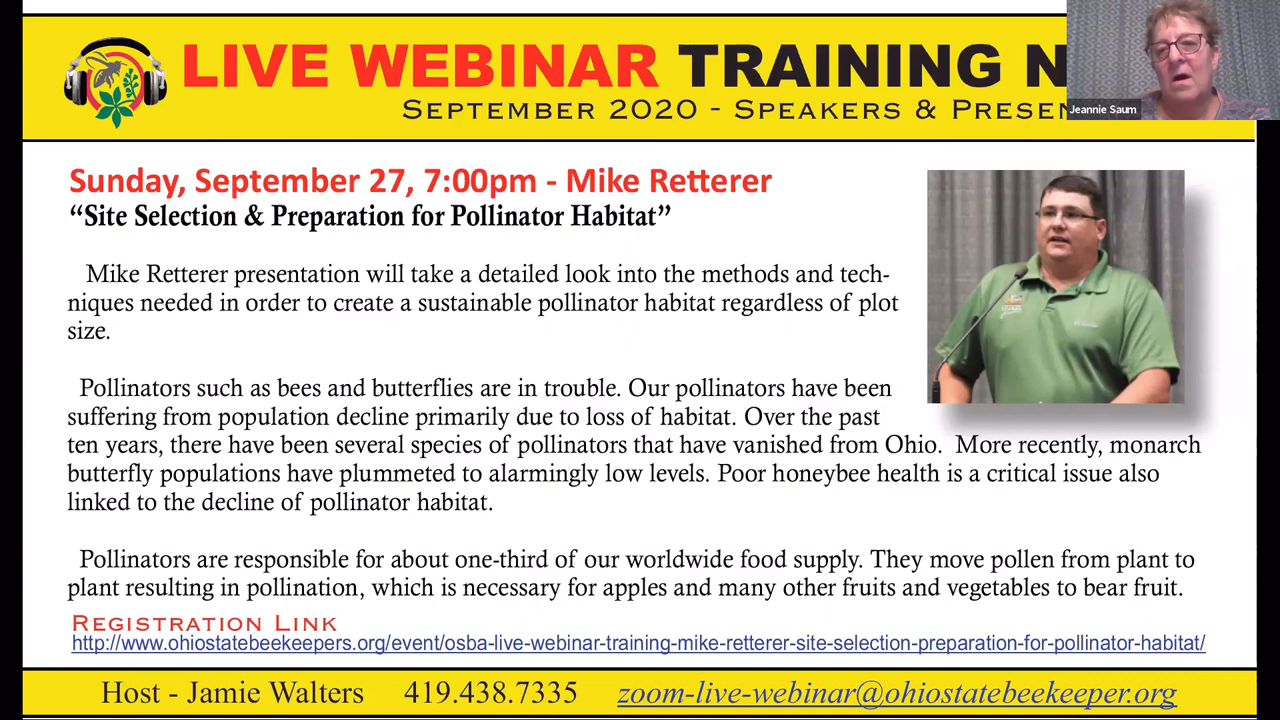 LIVE WEBINAR TRAINING N
SEPTEMBER 2020 - SPEAKERS & PRESEN
Jeannie Saum
Sunday, September 27, 7:00pm - Mike Retterer
“Site Selection & Preparation for Pollinator Habitat”
Mike Retterer presentation will take a detailed look into the methods and tech-
niques needed in order to create a sustainable pollinator habitat regardless of plot
size.
Pollinators such as bees and butterflies are in trouble. Our pollinators have been
suffering from population decline primarily due to loss of habitat. Over the past
ten years, there have been several species of pollinators that have vanished from Ohio. More recently, monarch
butterfly populations have plummeted to alarmingly low levels. Poor honeybee health is a critical issue also
linked to the decline of pollinator habitat.
Pollinators are responsible for about one-third of our worldwide food supply. They move pollen from plant to
plant resulting in pollination, which is necessary for apples and many other fruits and vegetables to bear fruit.
REGISTRATION LINK
http://www.ohiostatebeekeepers.org/event/osba-live-webinar-training-mike-retterer-site-selection-preparation-for-pollinator-habitat/
Host - Jamie Walters 419.438.7335 zoom-live-webinar@ohiostatebeekeeper.org